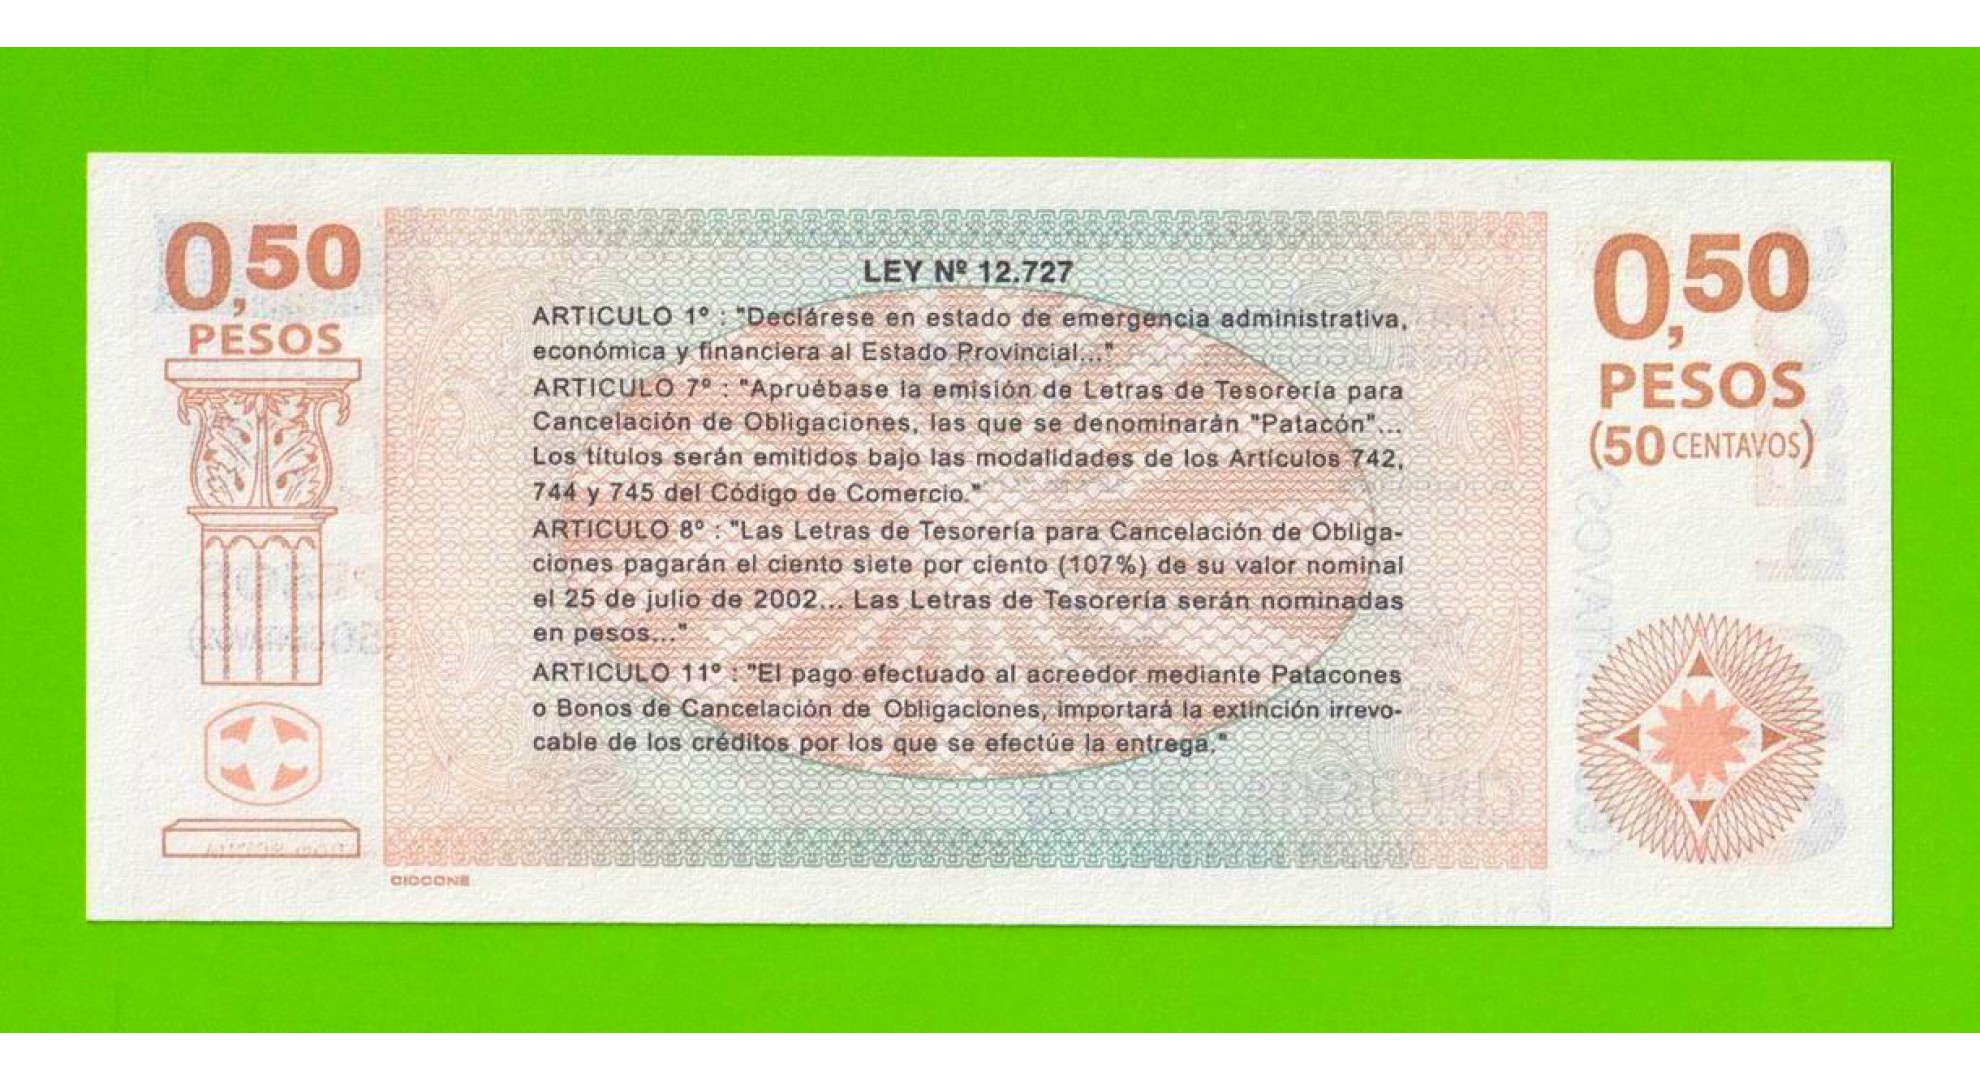 0,50
PESOS
LEY Nº 12.727
ARTICULO 1º : "Declárese en estado de emergencia administrativa,
económica y financiera al Estado Provincial..."
ARTICULO 7º : "Apruébase la emisión de Letras de Tesorería para
Cancelación de Obligaciones, las que se denominarán "Patacón"...
Los títulos serán emitidos bajo las modalidades de los Artículos 742,
744 y 745 del Código de Comercio."
ARTICULO 8º : "Las Letras de Tesorería para Cancelación de Obliga-
ciones pagarán el ciento siete por ciento (107%) de su valor nominal
el 25 de julio de 2002... Las Letras de Tesorería serán nominadas
en pesos..."
ARTICULO 11º : "El pago efectuado al acreedor mediante Patacones
o Bonos de Cancelación de Obligaciones, importará la extinción irrevo-
cable de los créditos por los que se efectúe la entrega."
0,50
PESOS
(50 CENTAVOS)
CICCONE